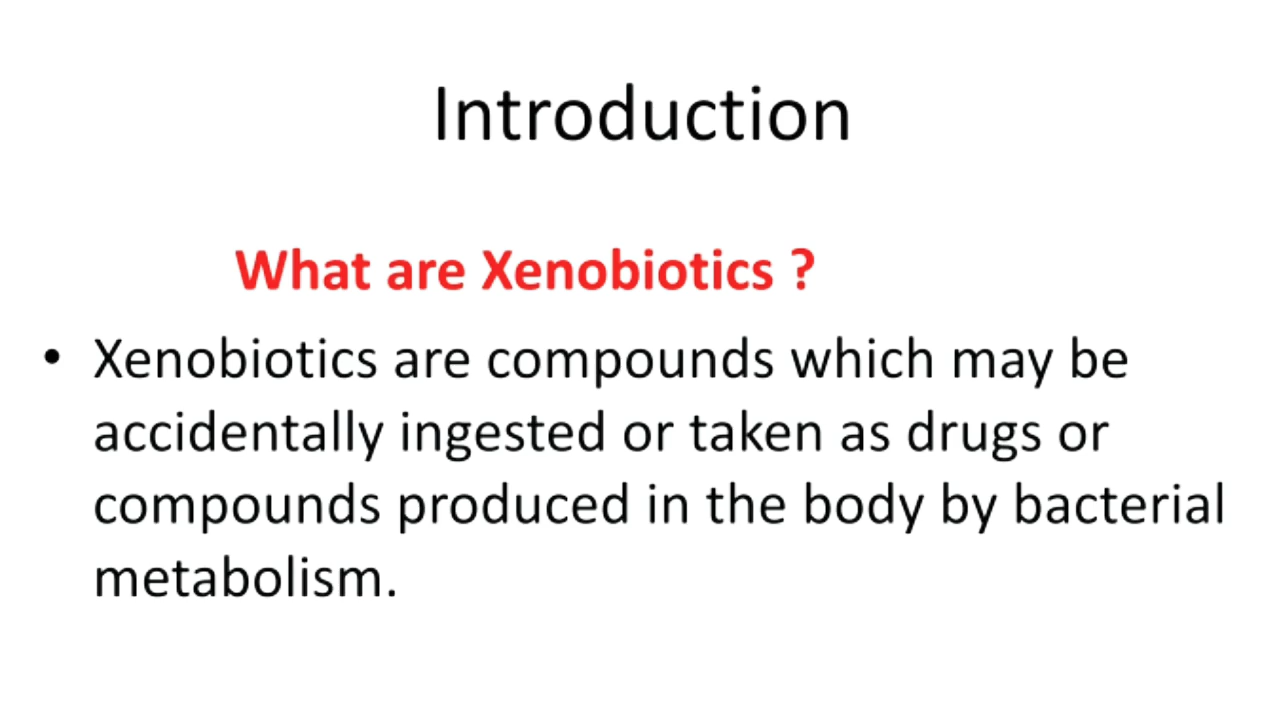 Introduction
What are Xenobiotics ?
• Xenobiotics are compounds which may be
accidentally ingested or taken as drugs or
compounds produced in the body by bacterial
metabolism.